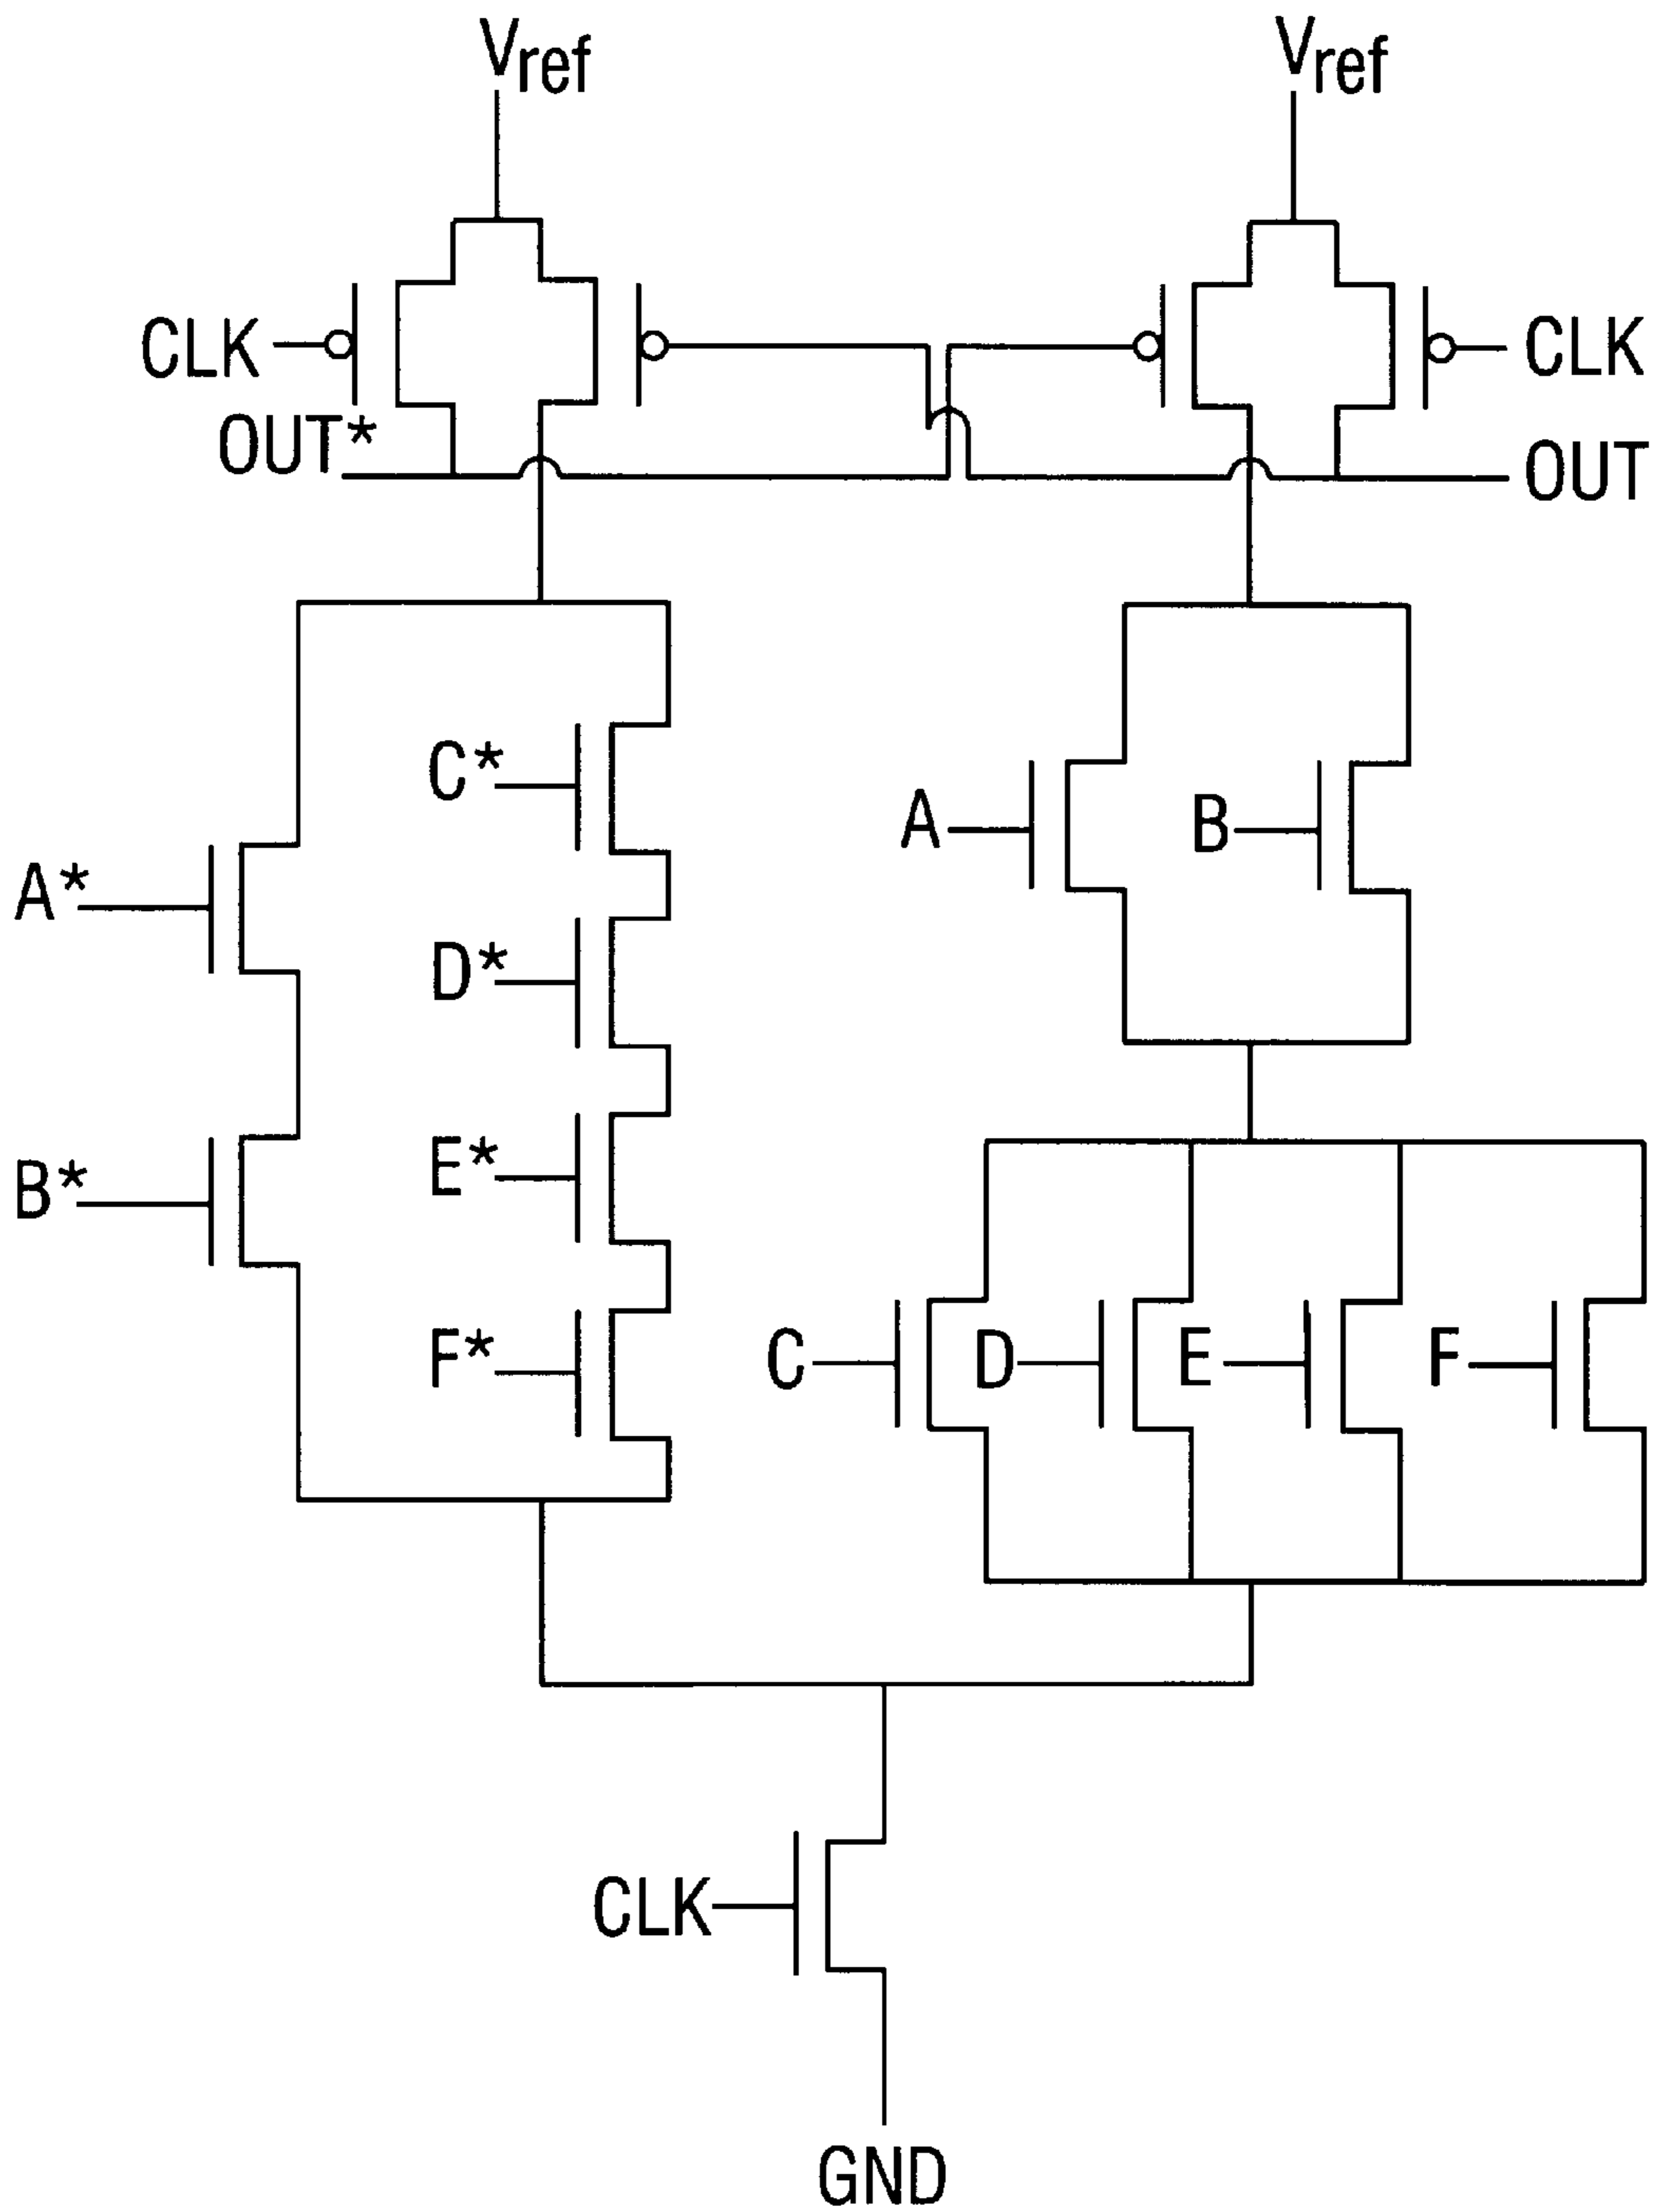 Vref
Vref
CLK
CLK
OUT*
OUT
C*
A
B
A*
D*
E*
B*
F*
C
D
E
F
CLK
GND